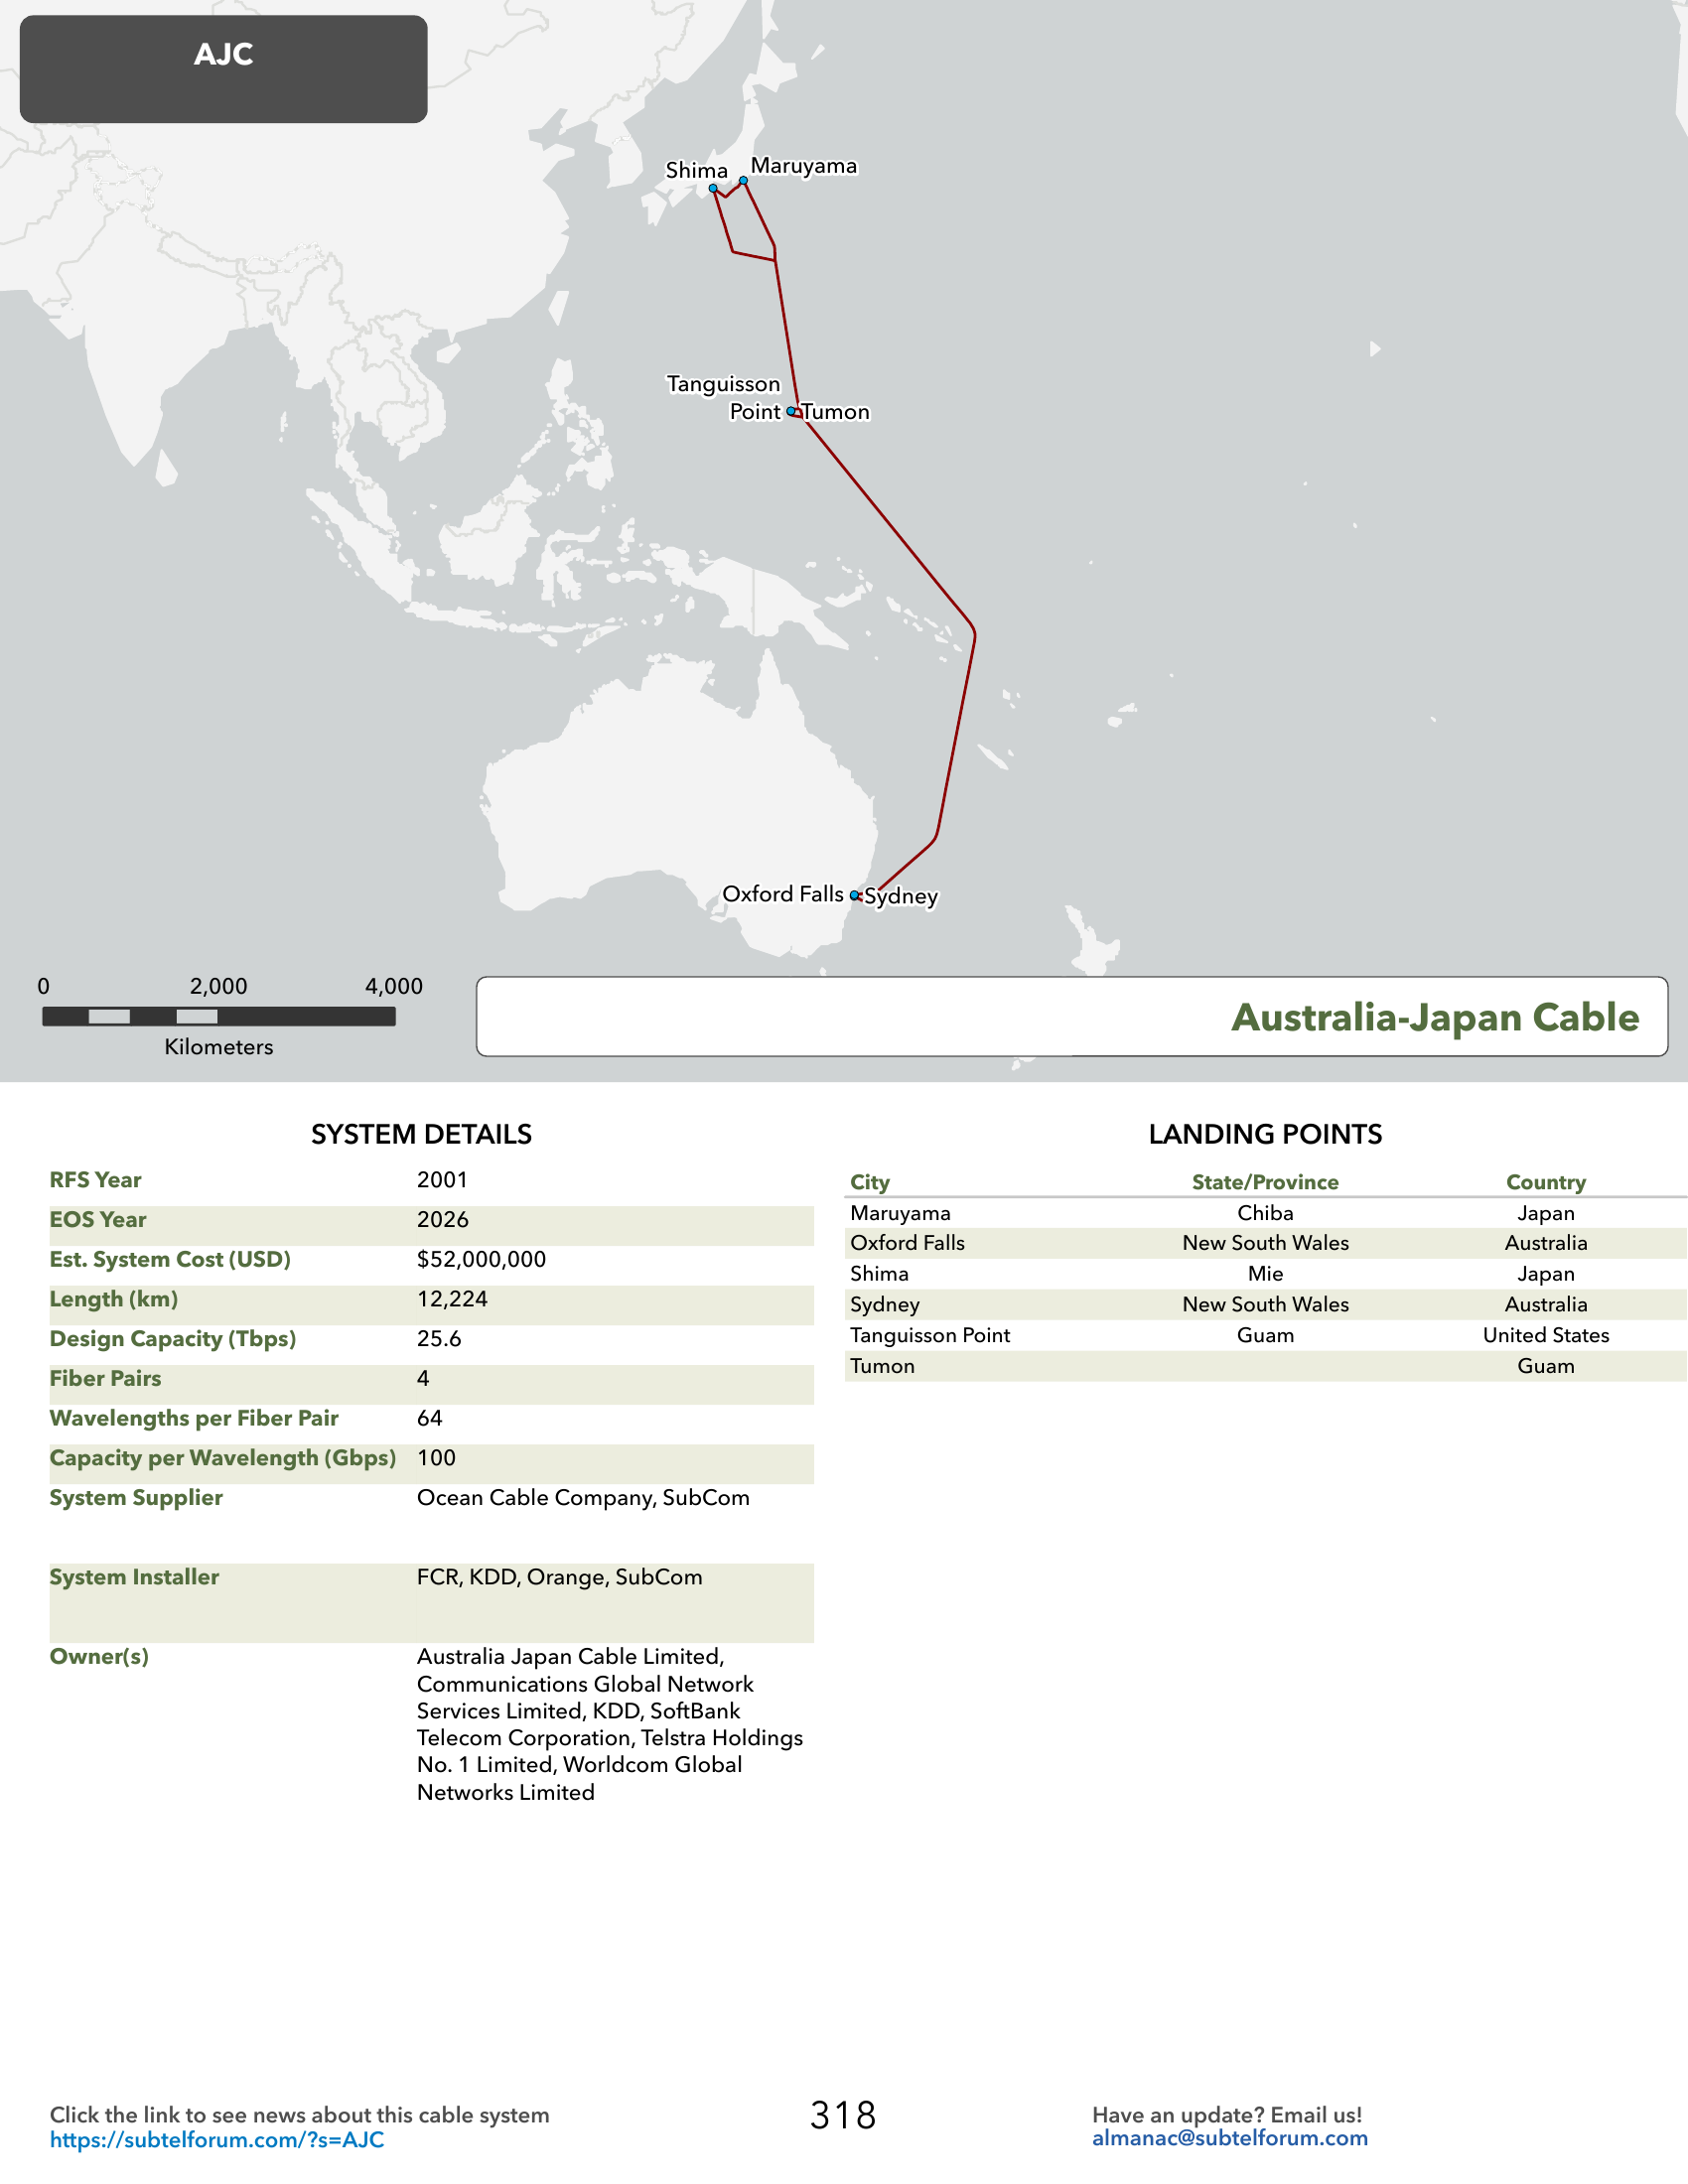 AJC
Shima
Maruyama
Tanguisson
Point
Tumon
Oxford Falls
Sydney
0 2,000 4,000
Kilometers
Australia-Japan Cable
SYSTEM DETAILS
RFS Year 2001
EOS Year 2026
Est. System Cost (USD) $52,000,000
Length (km) 12,224
Design Capacity (Tbps) 25.6
Fiber Pairs 4
Wavelengths per Fiber Pair 64
Capacity per Wavelength (Gbps) 100
System Supplier Ocean Cable Company, SubCom
System Installer FCR, KDD, Orange, SubCom
Owner(s) Australia Japan Cable Limited,
Communications Global Network
Services Limited, KDD, SoftBank
Telecom Corporation, Telstra Holdings
No. 1 Limited, Worldcom Global
Networks Limited
LANDING POINTS
City State/Province Country
Maruyama Chiba Japan
Oxford Falls New South Wales Australia
Shima Mie Japan
Sydney New South Wales Australia
Tanguisson Point Guam United States
Tumon Guam
Click the link to see news about this cable system
https://subtelforum.com/?s=AJC
318
Have an update? Email us!
almanac@subtelforum.com